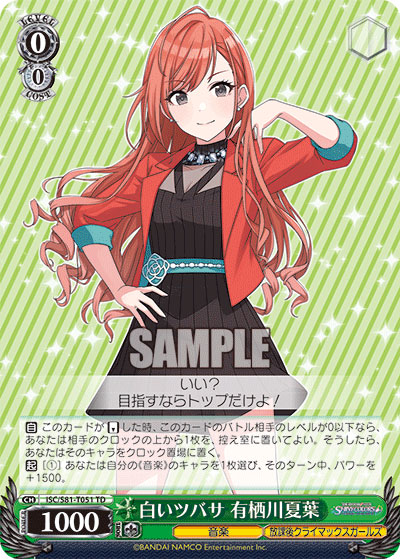 LEVEL
0
0
COST
SAMPLE
いい？
目指すならトップだけよ！
自 このカードが【リバース】した時、このカードのバトル相手のレベルが0以下なら、
あなたは相手のクロックの上から1枚を、控え室に置いてよい。そうしたら、
そのキャラをクロック置場に置く。
起 [①] あなたは自分の《音楽》のキャラを1枚選び、そのターン中、パワーを
+1500。
CH ISC/S81-T051 TD
1000
白いツバサ 有栖川夏葉
音楽
放課後クライマックスガールズ
SHINYCOLORS
©BANDAI NAMCO Entertainment Inc.